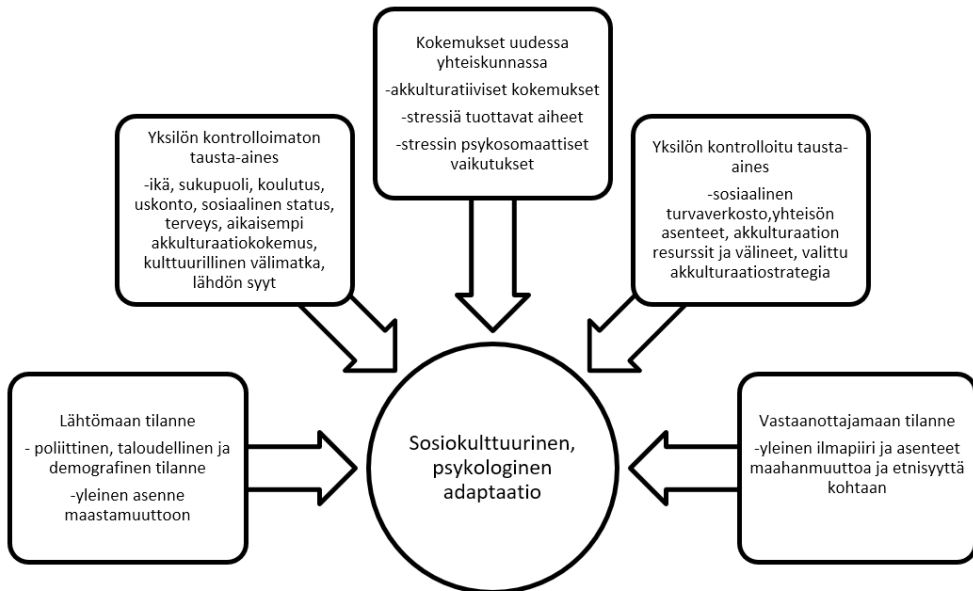 Kokemukset uudessa
yhteiskunnassa
-akkulturatiiviset kokemukset
-stressiä tuottavat aiheet
-stressin psykosomaattiset
vaikutukset
Yksilön kontrolloimaton
tausta-aines
-ikä, sukupuoli, koulutus,
uskonto, sosiaalinen status,
terveys, aikaisempi
akkulturaatiokokemus,
kulttuurillinen välimatka,
lähdön syyt
Yksilön kontrolloitu tausta-
aines
-sosiaalinen
turvaverkosto,yhteisön
asenteet, akkulturaation
resurssit ja välineet, valittu
akkulturaatiostrategia
Lähtömaan tilanne
- poliittinen, taloudellinen ja
demografinen tilanne
-yleinen asenne
maastamuuttoon
Sosiokulttuurinen,
psykologinen
adaptaatio
Vastaanottajamaan tilanne
-yleinen ilmapiiri ja asenteet
maahanmuuttoa ja etnisyyttä
kohtaan